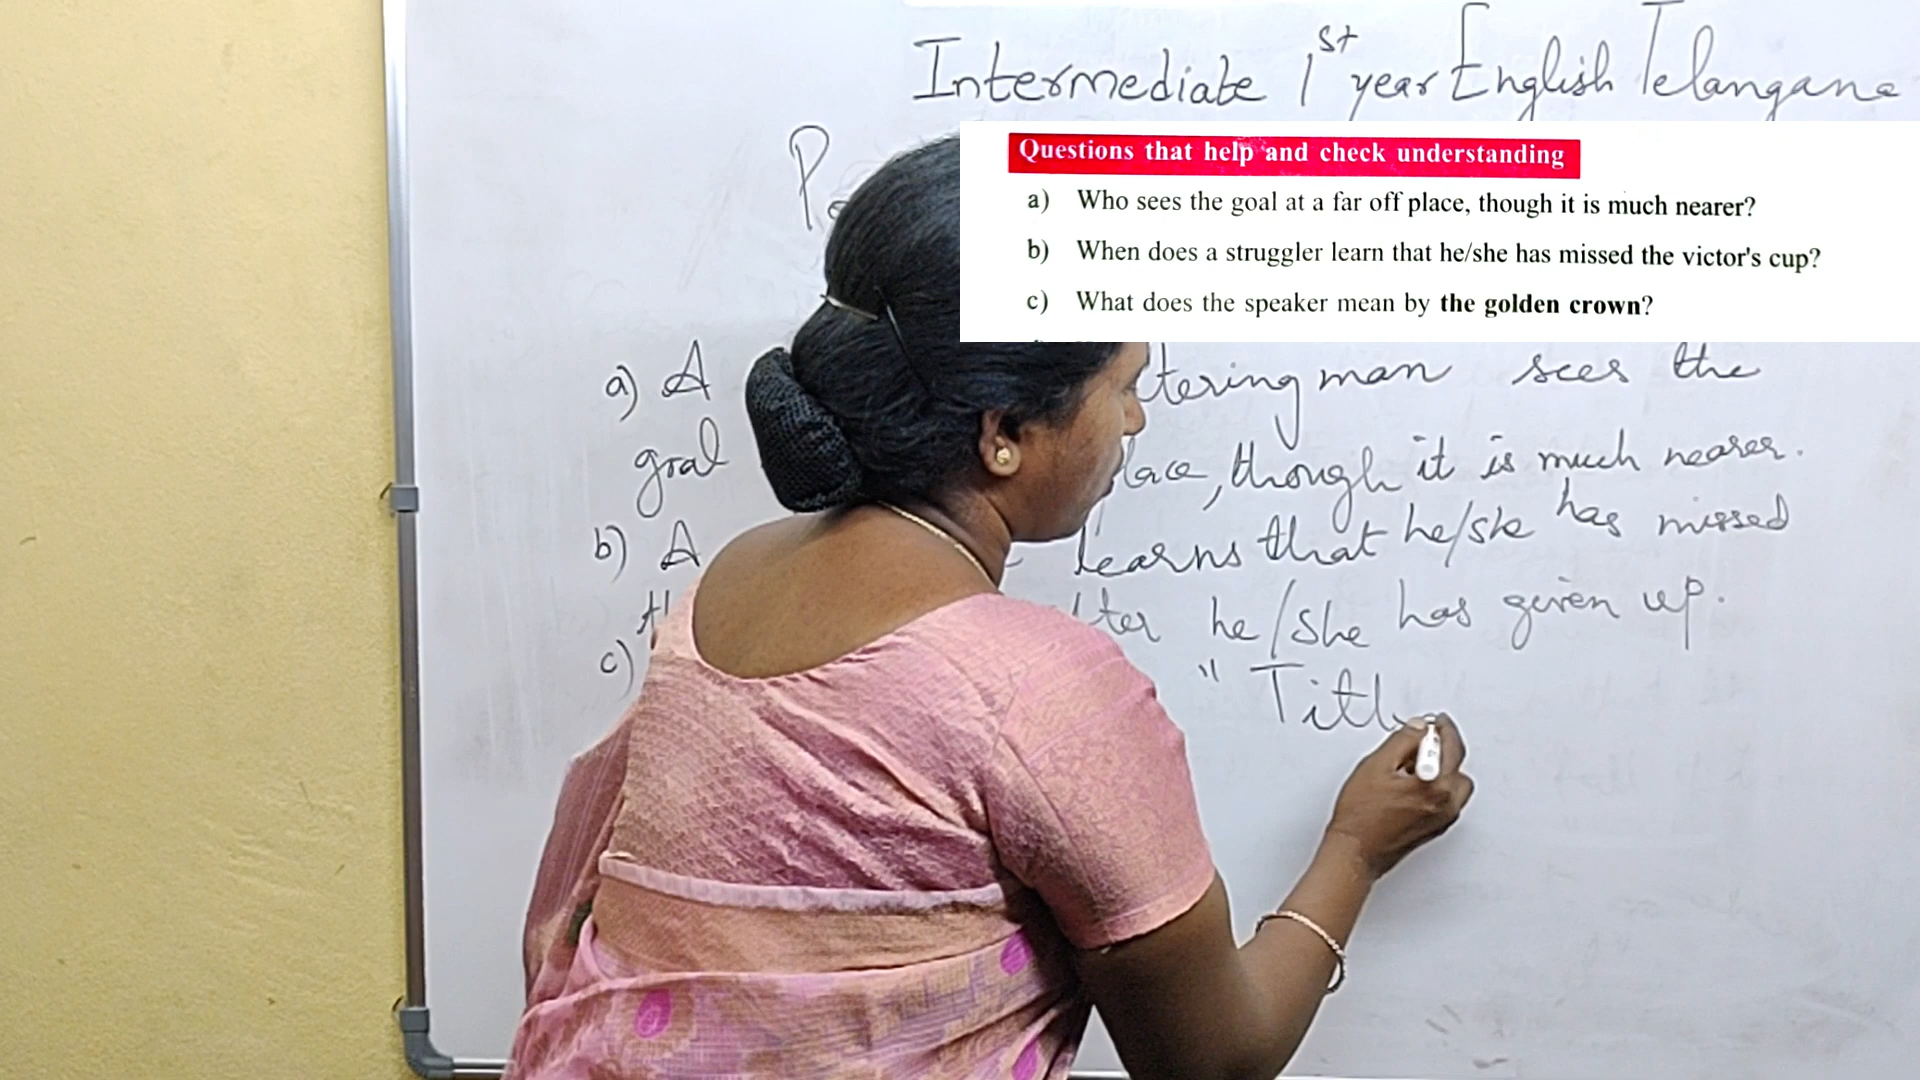 Intermediate 1st year English Telangana
Questions that help and check understanding
a) Who sees the goal at a far off place, though it is much nearer?
b) When does a struggler learn that he/she has missed the victor's cup?
c) What does the speaker mean by the golden crown?
a) A tering man sees the
goal lace, though it is much nearer.
b) A learns that he/she has missed
th ter he/she has given up.
c) " Title